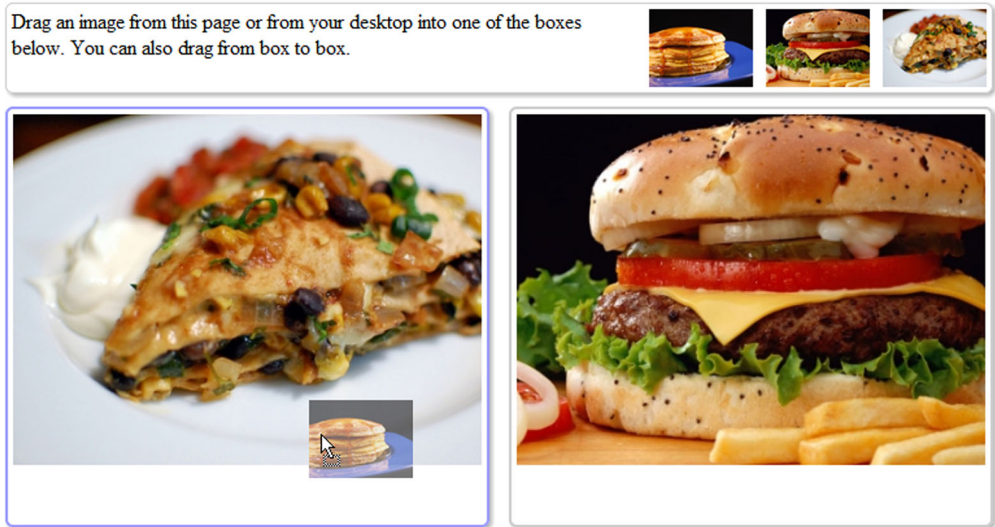 Drag an image from this page or from your desktop into one of the boxes
below. You can also drag from box to box.